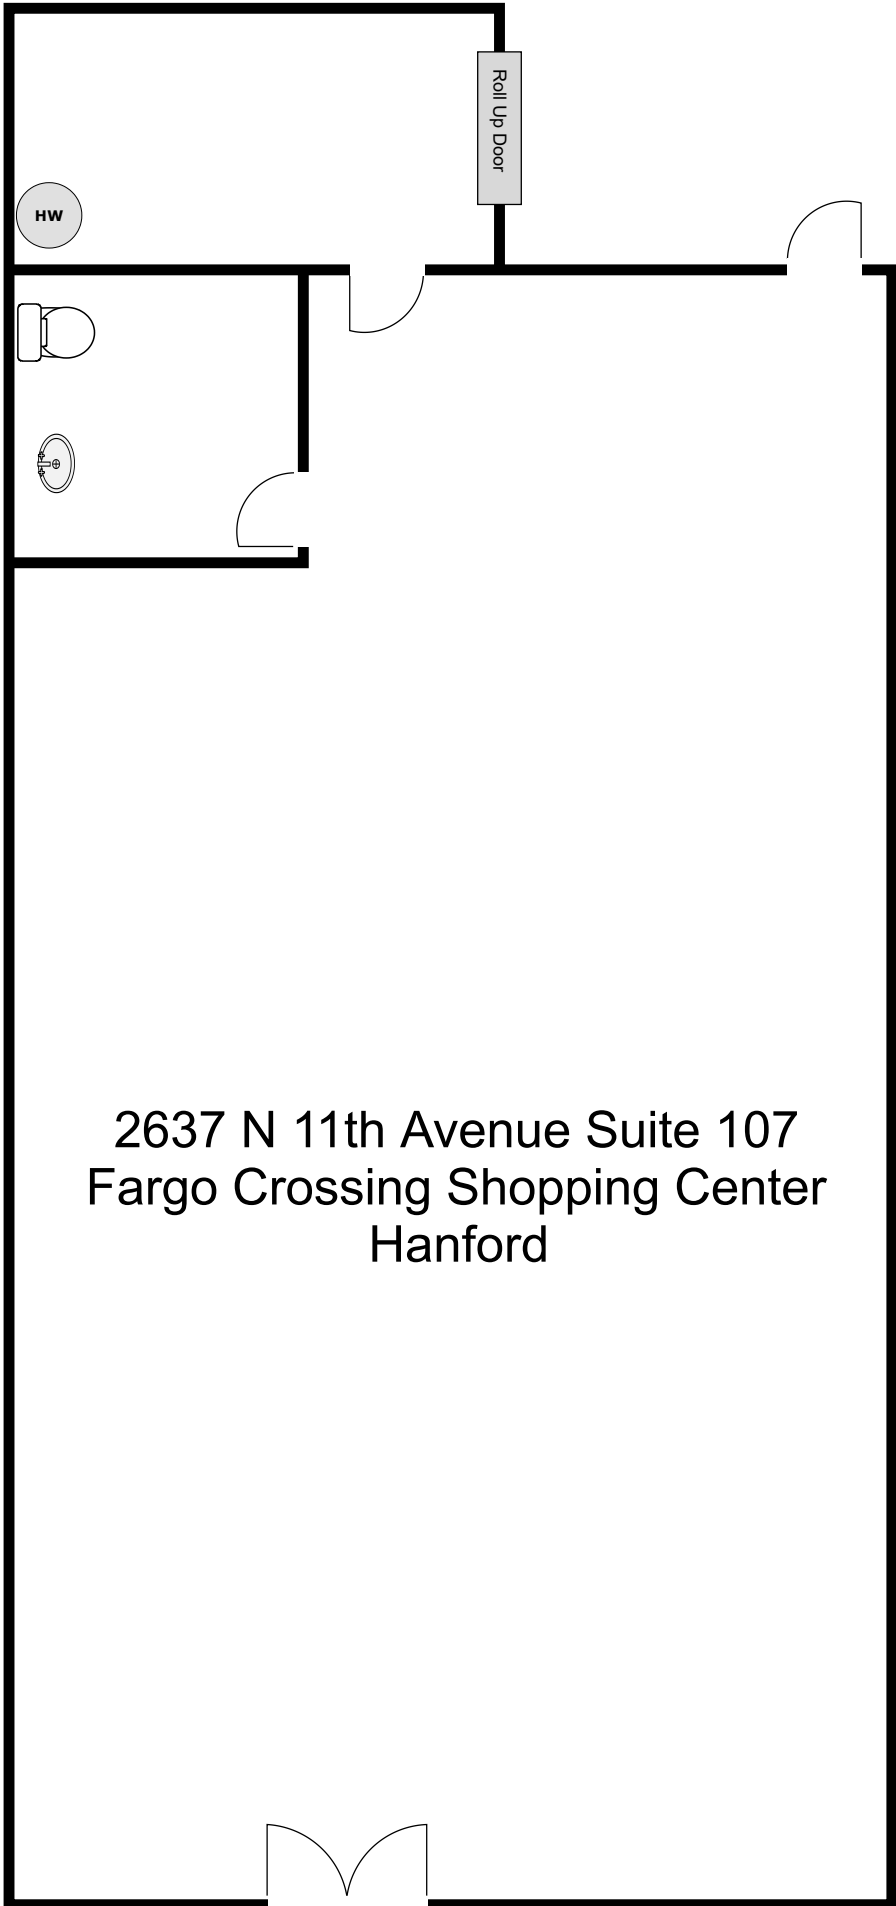 Roll Up Door
HW
2637 N 11th Avenue Suite 107
Fargo Crossing Shopping Center
Hanford